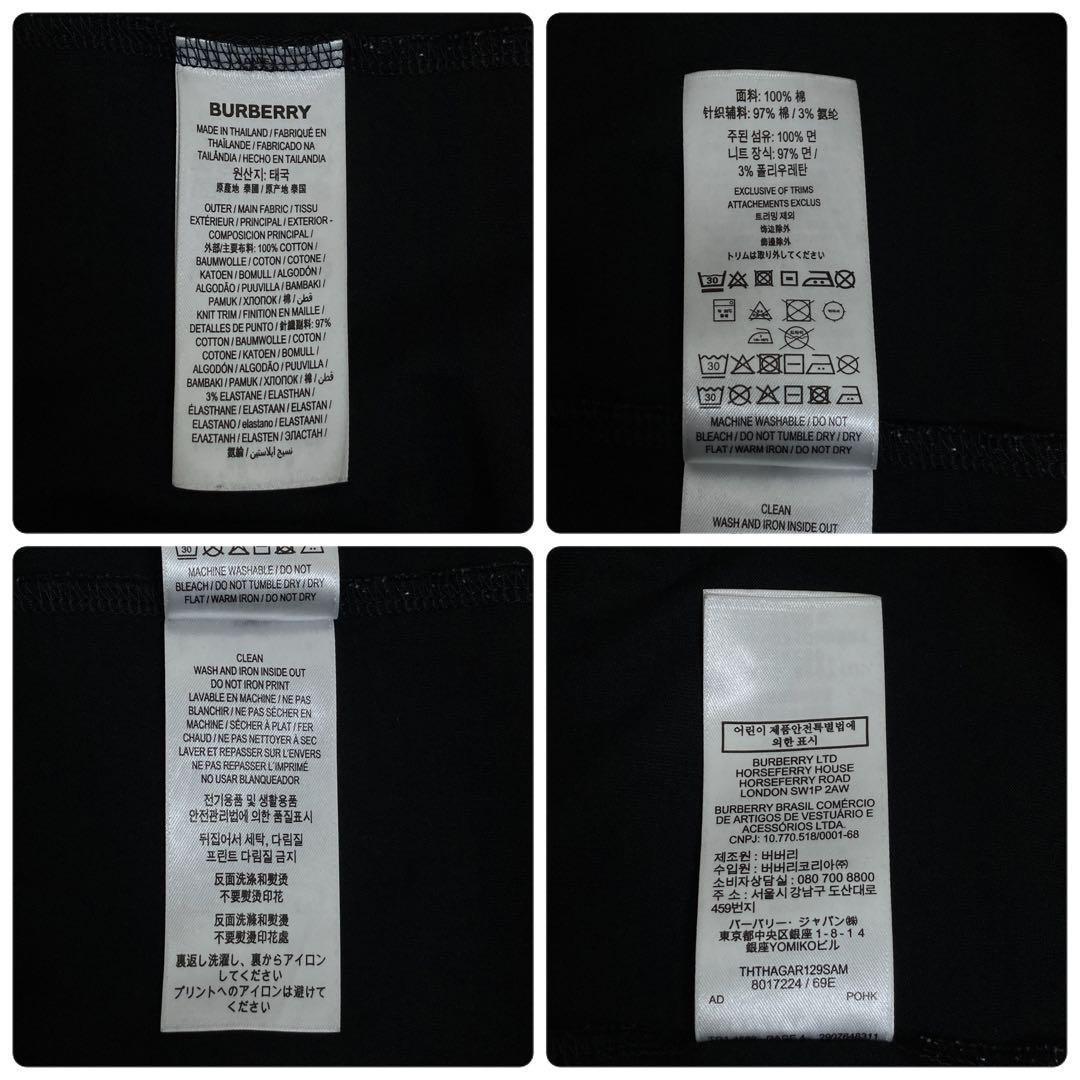 BURBERRY
MADE IN THAILAND / FABRIQUÉ EN
THAÏLANDE / FABRICADO NA
TAILÂNDIA / HECHO EN TAILANDIA
원산지: 태국
原產地 泰國 / 原产地 泰国
OUTER / MAIN FABRIC / TISSU
EXTÉRIEUR / PRINCIPAL / EXTERIOR -
COMPOSICION PRINCIPAL /
外部/主要布料: 100% COTTON /
BAUMWOLLE / COTON / COTONE /
KATOEN / BOMULL / ALGODÓN /
ALGODÃO / PUUVILLA / BAMBAKI /
PAMUK / ХЛОПОК / 棉 / قطن /
KNIT TRIM / FINITION EN MAILLE /
DETALLES DE PUNTO / 針織副料: 97%
COTTON / BAUMWOLLE / COTON /
COTONE / KATOEN / BOMULL /
ALGODÓN / ALGODÃO / PUUVILLA /
BAMBAKI / PAMUK / ХЛОПОК / 棉 / قطن /
3% ELASTANE / ELASTHAN /
ÉLASTHANE / ELASTAAN / ELASTAN /
ELASTANO / elastano / ELASTAANI /
ΕΛΑΣΤΑΝΗ / ELASTEN / ЭЛАСТАН /
氨綸 / نسيج إيلاستين
面料: 100% 棉
针织辅料: 97% 棉 / 3% 氨纶
주된 섬유: 100% 면
니트 장식: 97% 면 /
3% 폴리우레탄
EXCLUSIVE OF TRIMS
ATTACHEMENTS EXCLUS
트리밍 제외
饰边除外
飾邊除外
トリムは取り外してください
30
30
30
MACHINE WASHABLE / DO NOT
BLEACH / DO NOT TUMBLE DRY / DRY
FLAT / WARM IRON / DO NOT DRY
CLEAN
WASH AND IRON INSIDE OUT
30
MACHINE WASHABLE / DO NOT
BLEACH / DO NOT TUMBLE DRY / DRY
FLAT / WARM IRON / DO NOT DRY
CLEAN
WASH AND IRON INSIDE OUT
DO NOT IRON PRINT
LAVABLE EN MACHINE / NE PAS
BLANCHIR / NE PAS SÉCHER EN
MACHINE / SÉCHER À PLAT / FER
CHAUD / NE PAS NETTOYER À SEC
LAVER ET REPASSER SUR L'ENVERS
NE PAS REPASSER L'IMPRIMÉ
NO USAR BLANQUEADOR
전기용품 및 생활용품
안전관리법에 의한 품질표시
뒤집어서 세탁, 다림질
프린트 다림질 금지
反面洗涤和熨烫
不要熨烫印花
反面洗滌和熨燙
不要熨燙印花處
裏返し洗濯し、裏からアイロン
してください
プリントへのアイロンは避けて
ください
어린이 제품안전특별법에
의한 표시
BURBERRY LTD
HORSEFERRY HOUSE
HORSEFERRY ROAD
LONDON SW1P 2AW
BURBERRY BRASIL COMÉRCIO
DE ARTIGOS DE VESTUÁRIO E
ACESSÓRIOS LTDA.
CNPJ: 10.770.518/0001-68
제조원 : 버버리
수입원 : 버버리코리아㈜
소비자상담실 : 080 700 8800
주 소 : 서울시 강남구 도산대로
459번지
バーバリー・ジャパン㈱
東京都中央区銀座1-8-14
銀座YOMIKOビル
THTHAGAR129SAM
8017224 / 69E
AD POHK